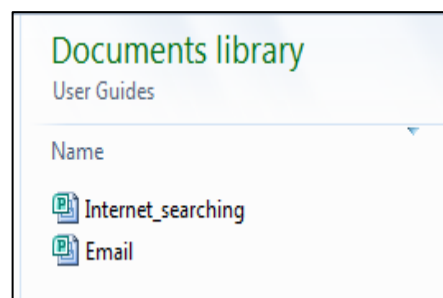 Documents library
User Guides
Name
Internet_searching
Email